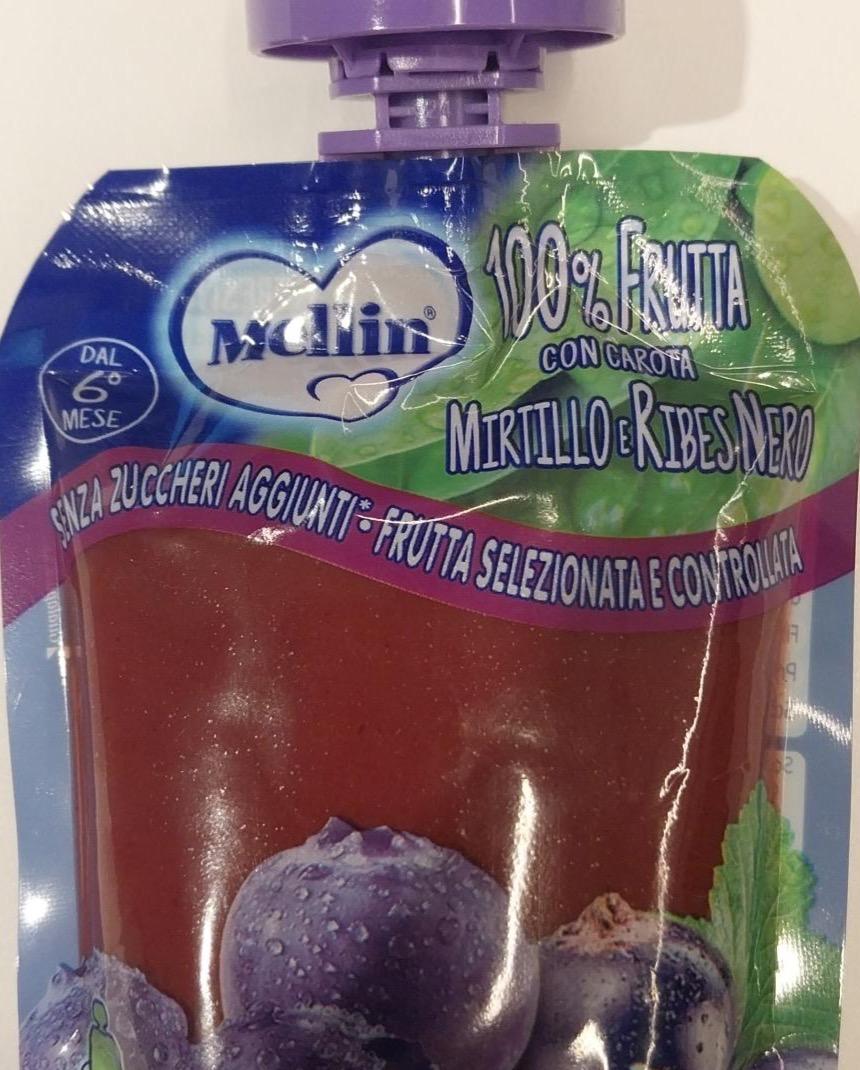 Mellin®
DAL
6°
MESE
100% FRUTTA
CON CAROTA
MIRTILLO E RIBES NERO
SENZA ZUCCHERI AGGIUNTI* • FRUTTA SELEZIONATA E CONTROLLATA